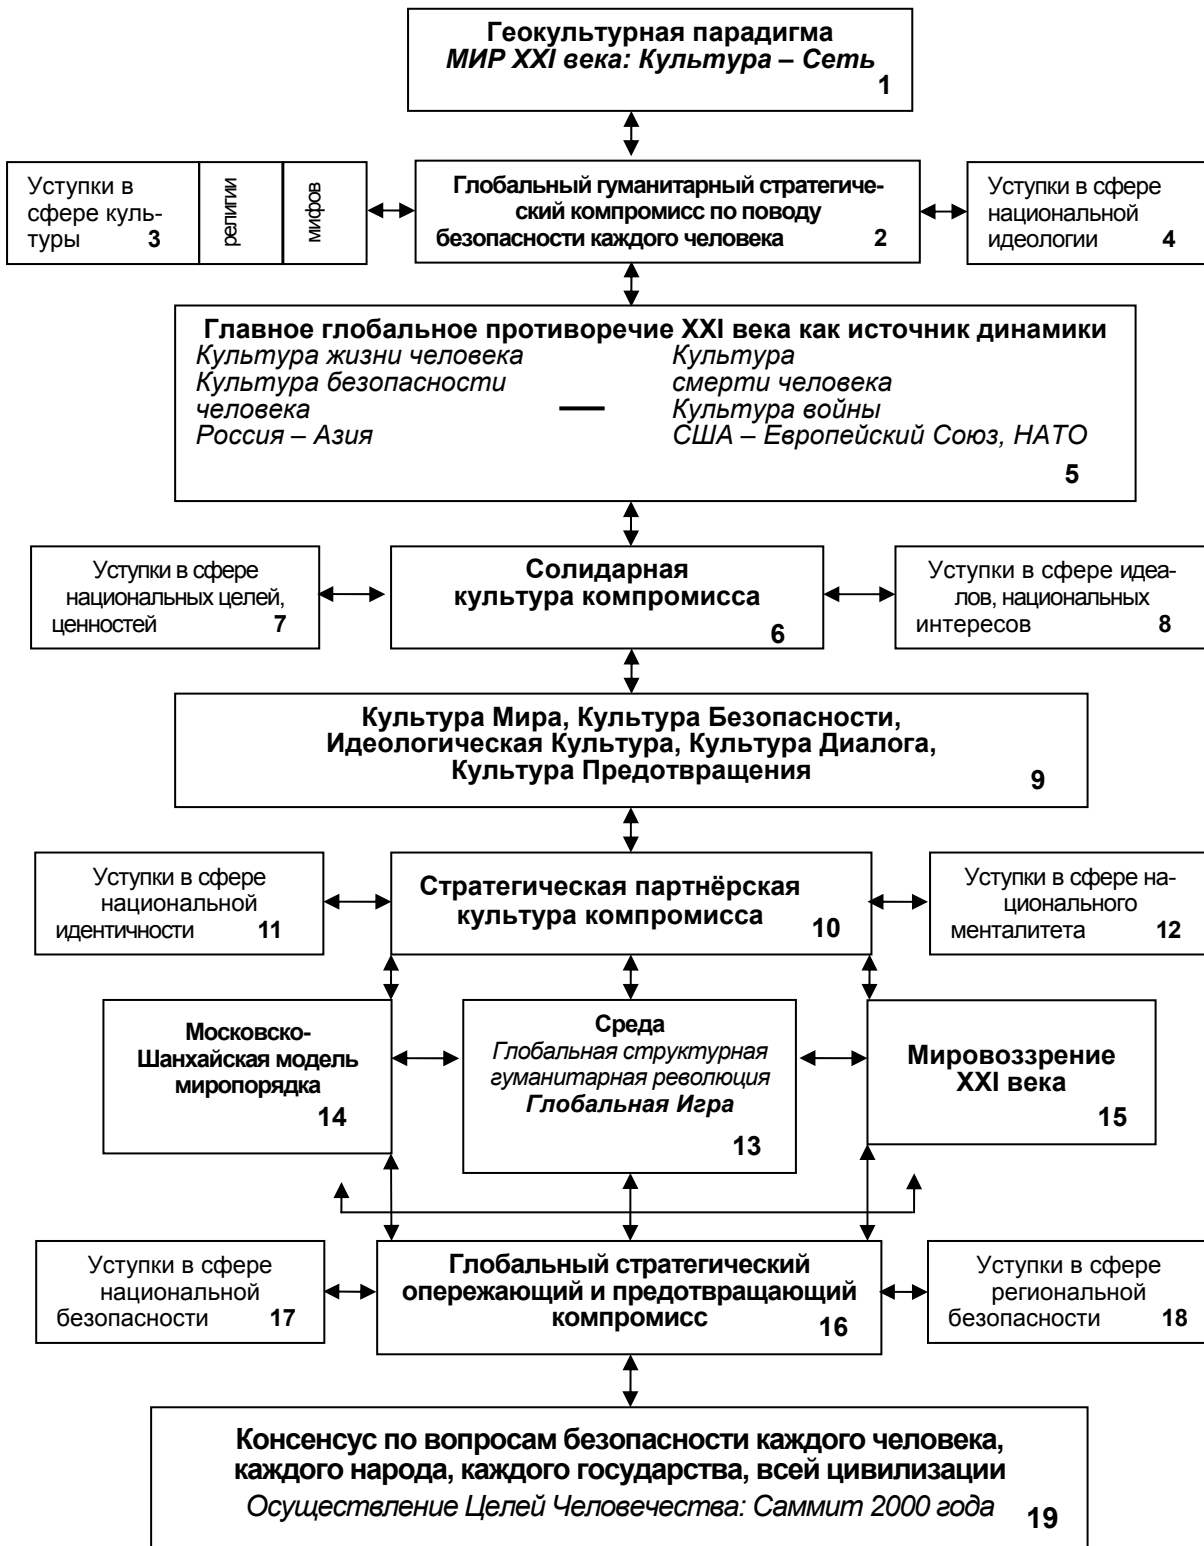 Геокультурная парадигма
МИР XXI века: Культура – Сеть
1
Уступки в
сфере куль-
туры 3
религии
мифов
Глобальный гуманитарный стратегиче-
ский компромисс по поводу
безопасности каждого человека 2
Уступки в сфере
национальной
идеологии 4
Главное глобальное противоречие XXI века как источник динамики
Культура жизни человека
Культура безопасности
человека
Россия – Азия
—
Культура
смерти человека
Культура войны
США – Европейский Союз, НАТО
5
Уступки в сфере
национальных целей,
ценностей 7
Солидарная
культура компромисса
6
Уступки в сфере идеа-
лов, национальных
интересов 8
Культура Мира, Культура Безопасности,
Идеологическая Культура, Культура Диалога,
Культура Предотвращения
9
Уступки в сфере
национальной
идентичности 11
Стратегическая партнёрская
культура компромисса
10
Уступки в сфере на-
ционального
менталитета 12
Московско-
Шанхайская модель
миропорядка
14
Среда
Глобальная структурная
гуманитарная революция
Глобальная Игра
13
Мировоззрение
XXI века
15
Уступки в сфере
национальной
безопасности 17
Глобальный стратегический
опережающий и предотвращающий
компромисс
16
Уступки в сфере
региональной
безопасности 18
Консенсус по вопросам безопасности каждого человека,
каждого народа, каждого государства, всей цивилизации
Осуществление Целей Человечества: Саммит 2000 года
19